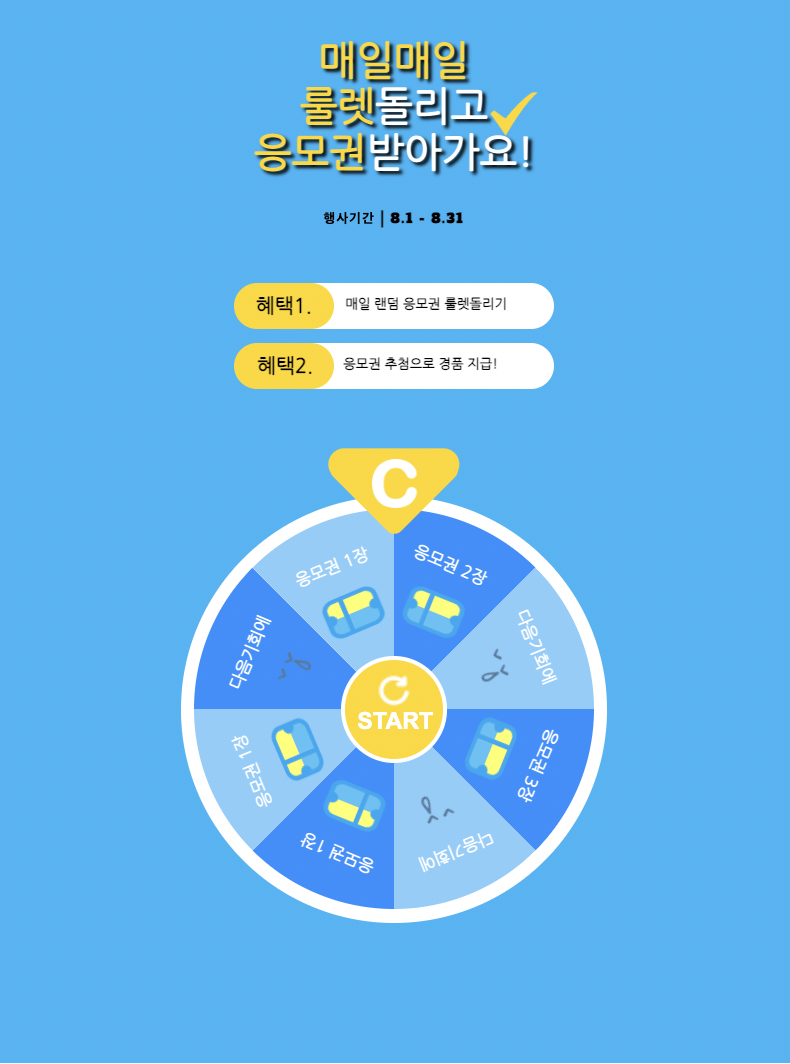 매일매일
룰렛돌리고
응모권받아가요!
행사기간 | 8.1 - 8.31
혜택1. 매일 랜덤 응모권 룰렛돌리기
혜택2. 응모권 추첨으로 경품 지급!
C
응모권 1장
응모권 2장
다음기회에
다음기회에
START
응모권 1장
응모권 3장
응모권 1장
다음기회에